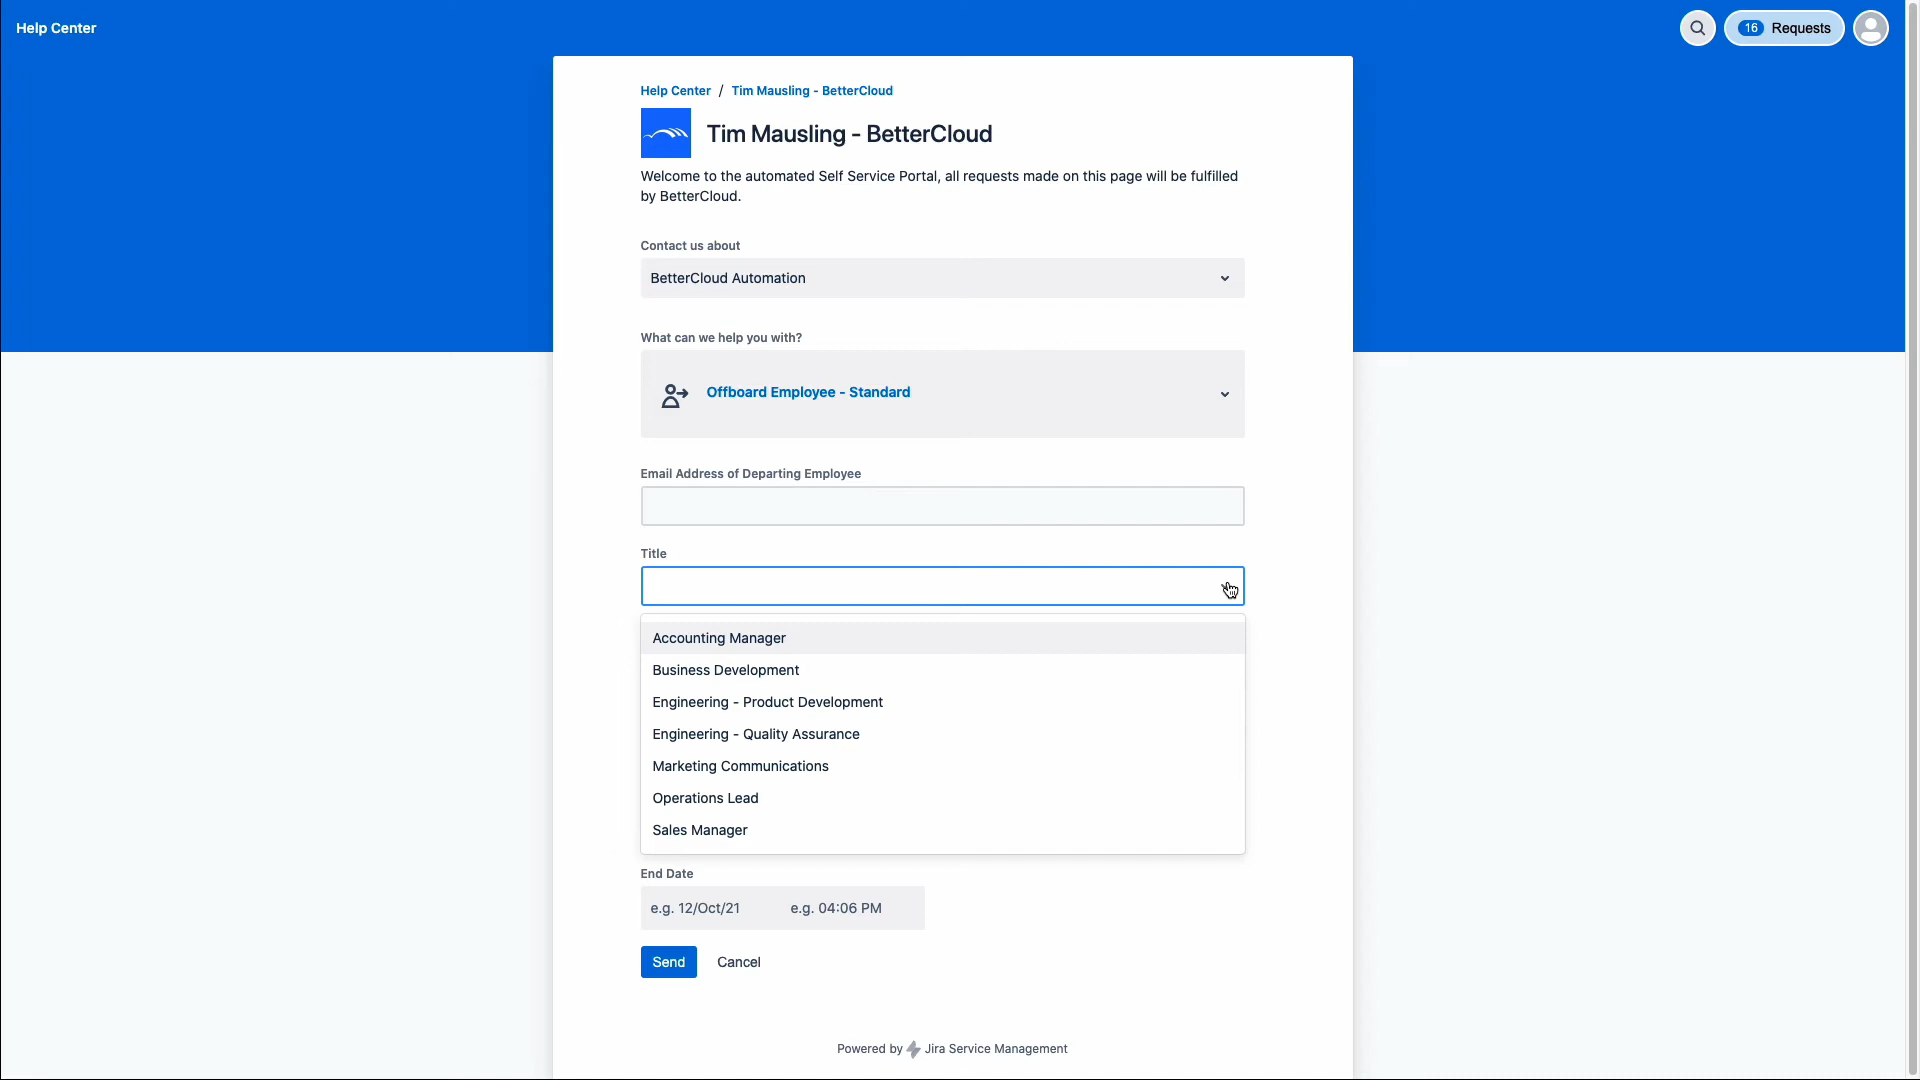 Help Center
16 Requests
Help Center / Tim Mausling - BetterCloud
Tim Mausling - BetterCloud
Welcome to the automated Self Service Portal, all requests made on this page will be fulfilled
by BetterCloud.
Contact us about
BetterCloud Automation
What can we help you with?
Offboard Employee - Standard
Email Address of Departing Employee
Title
Accounting Manager
Business Development
Engineering - Product Development
Engineering - Quality Assurance
Marketing Communications
Operations Lead
Sales Manager
End Date
e.g. 12/Oct/21 e.g. 04:06 PM
Send Cancel
Powered by Jira Service Management